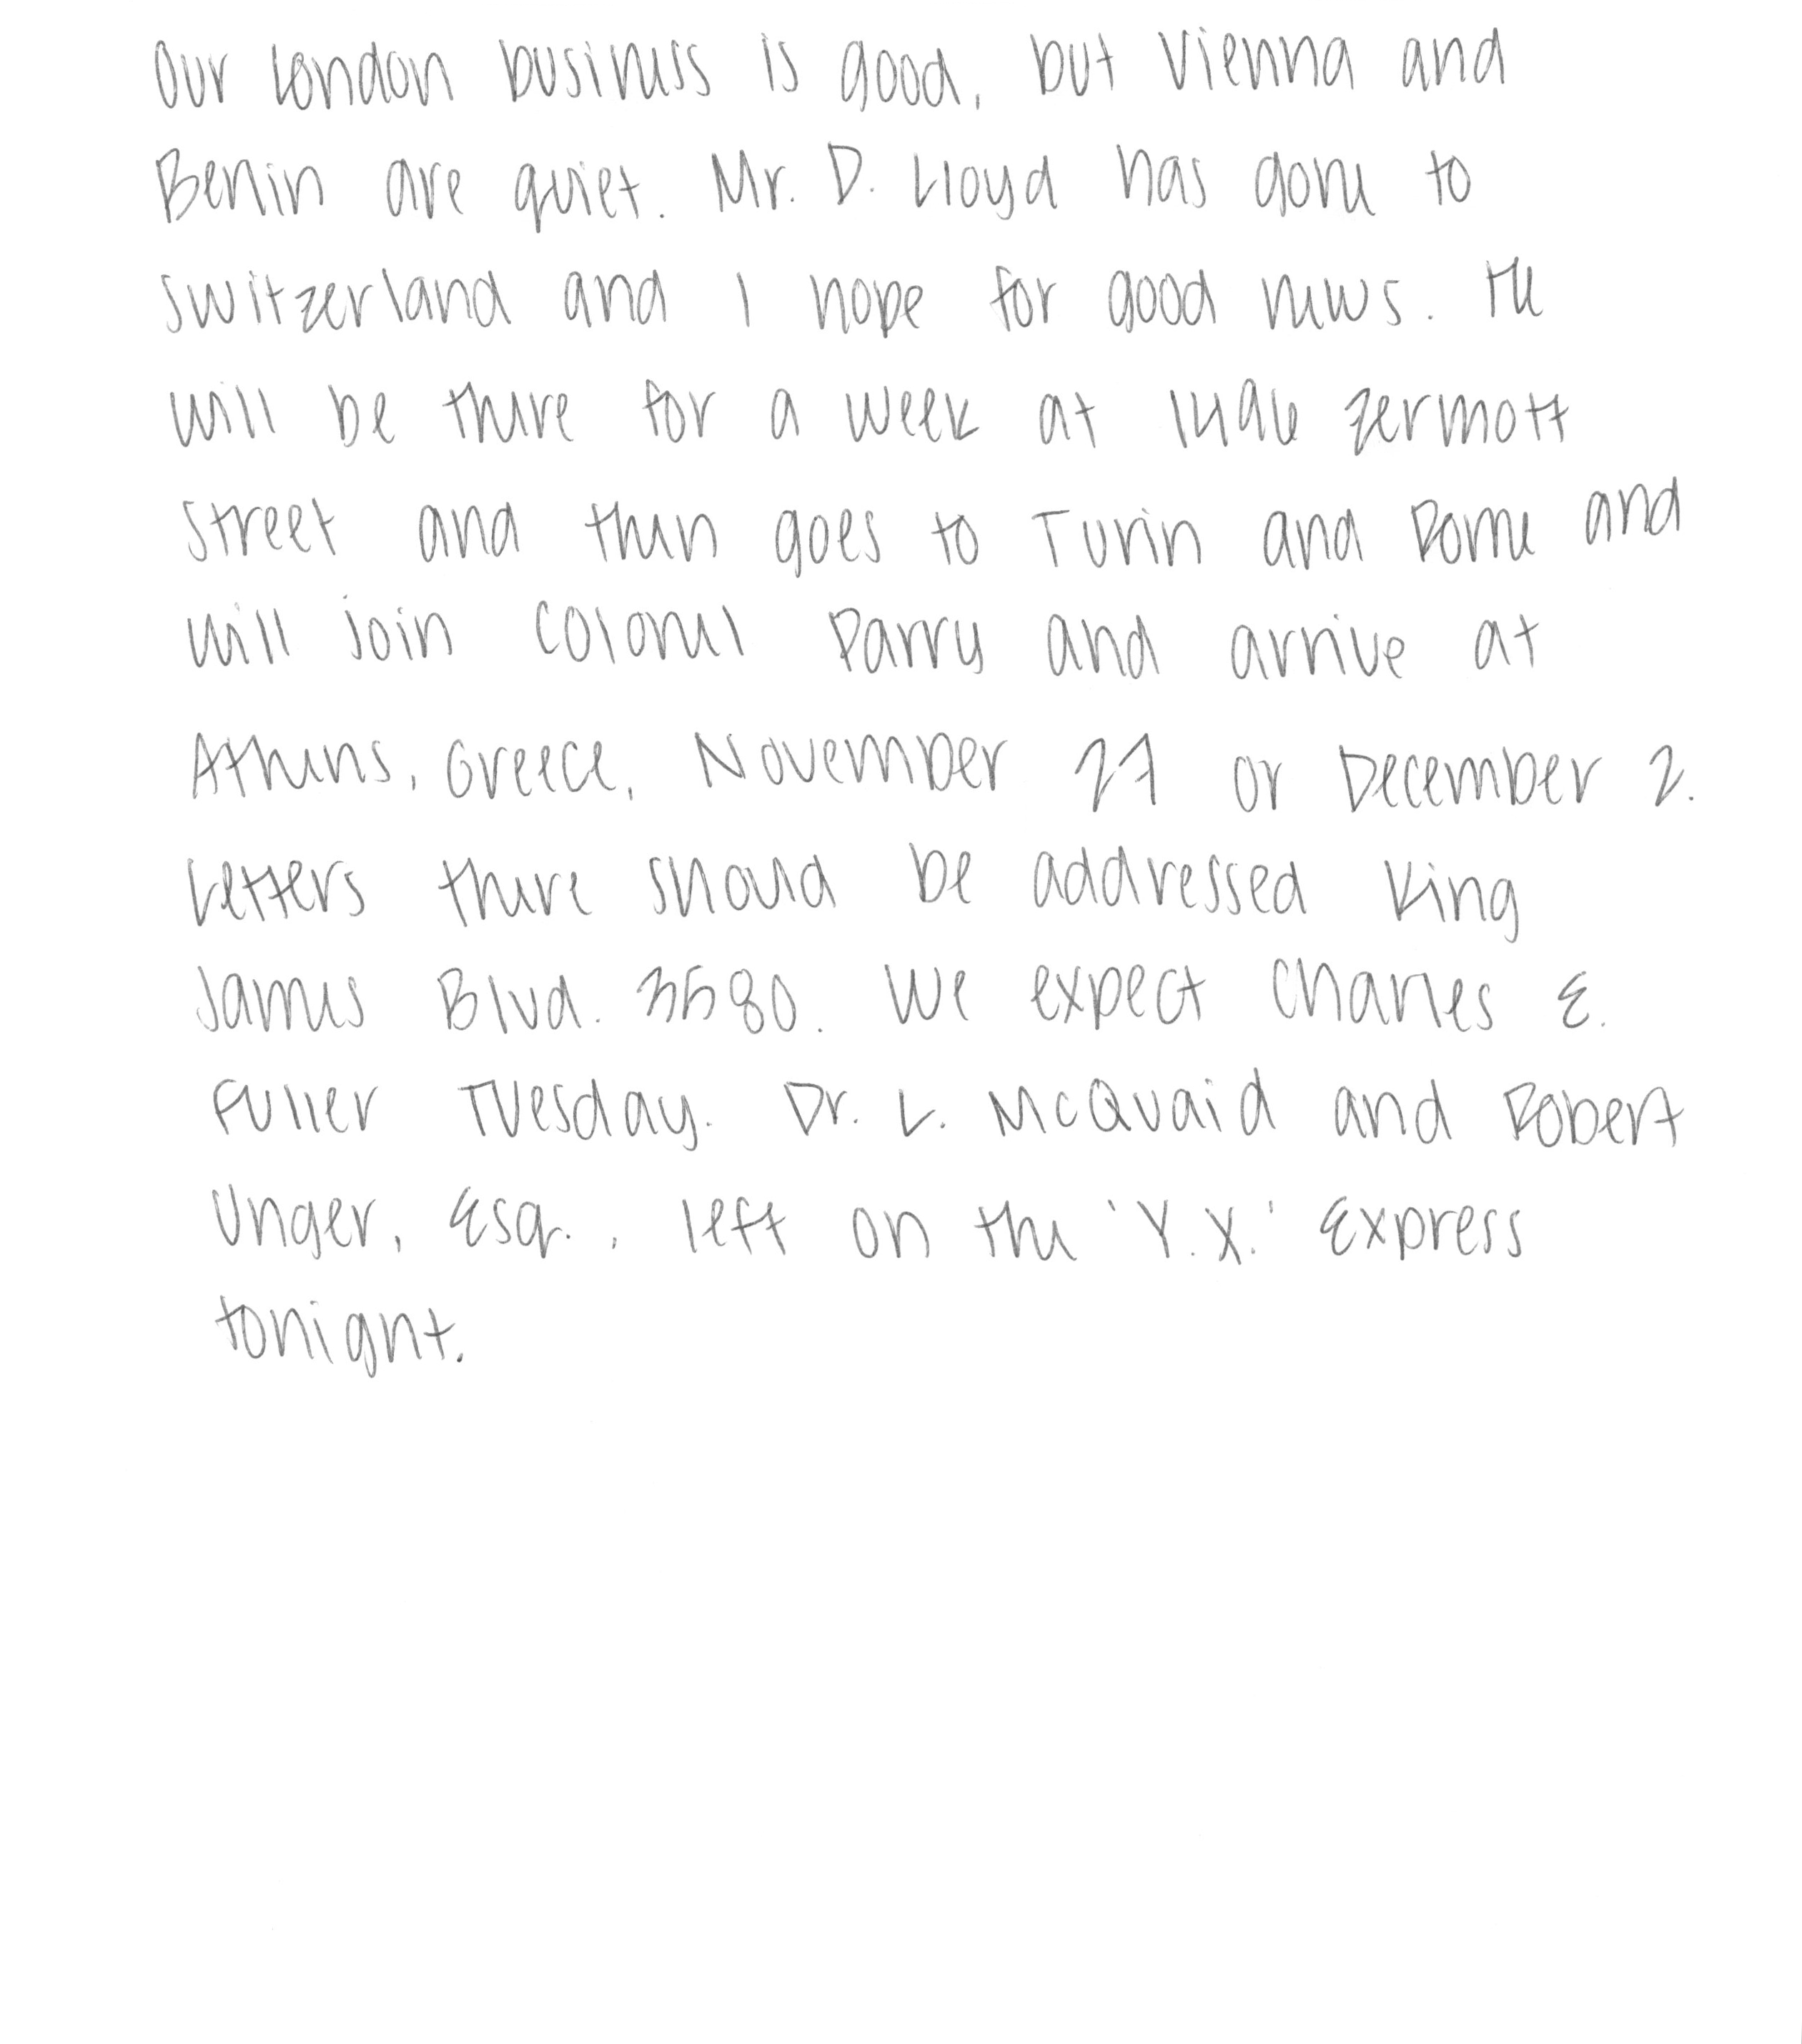 Our London business is good, but Vienna and
Berlin are quiet. Mr. D. Lloyd has gone to
Switzerland and I hope for good news. He
will be there for a week at 1496 Zermott
Street and then goes to Turin and Rome and
will join Colonel Parry and arrive at
Athens, Greece, November 27 or December 2.
Letters there should be addressed King
James Blvd. 3580. We expect Charles E.
Fuller Tuesday. Dr. L. McQuaid and Robert
Unger, Esq., left on the 'Y.X.' Express
tonight.